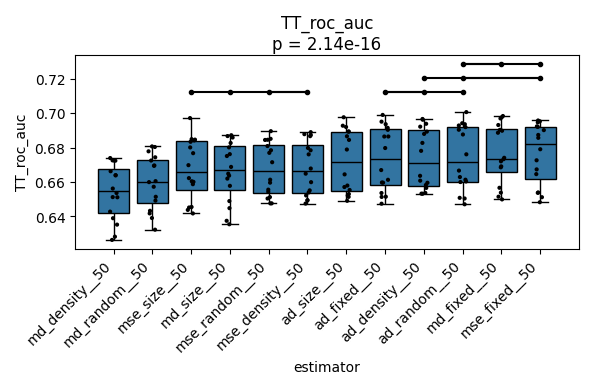 TT_roc_auc
p = 2.14e-16
TT_roc_auc
0.72
0.70
0.68
0.66
0.64
md_density__50
md_random__50
mse_size__50
md_size__50
mse_random__50
mse_density__50
ad_size__50
ad_fixed__50
ad_density__50
ad_random__50
md_fixed__50
mse_fixed__50
estimator